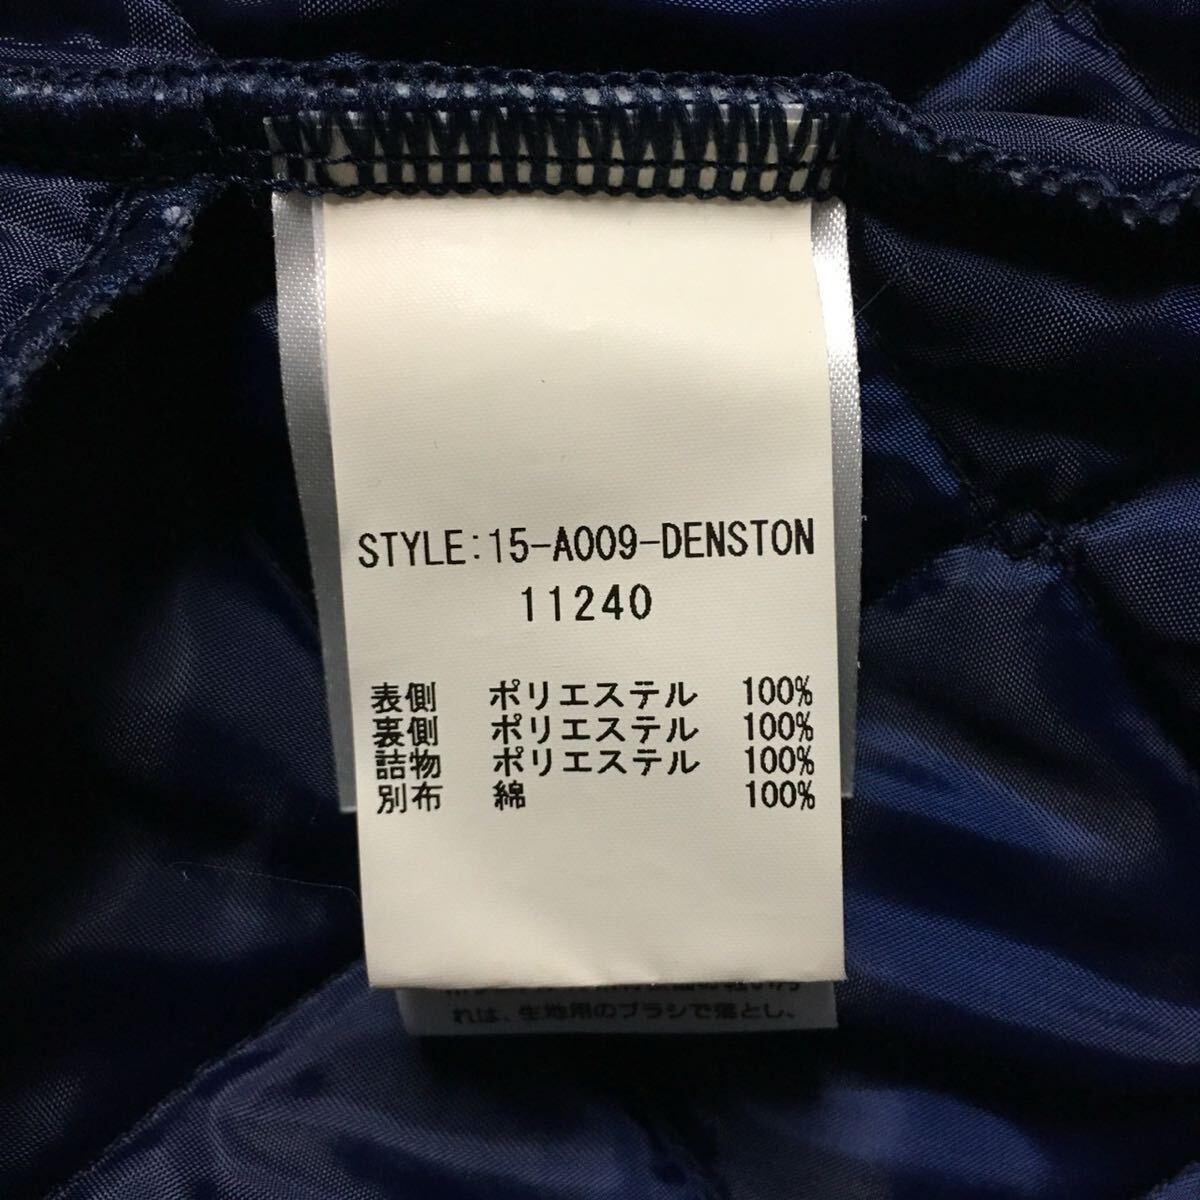 STYLE:15-A009-DENSTON
11240
表側 ポリエステル 100%
裏側 ポリエステル 100%
詰物 ポリエステル 100%
別布 綿 100%
れは、生地用のブラシで落とし、